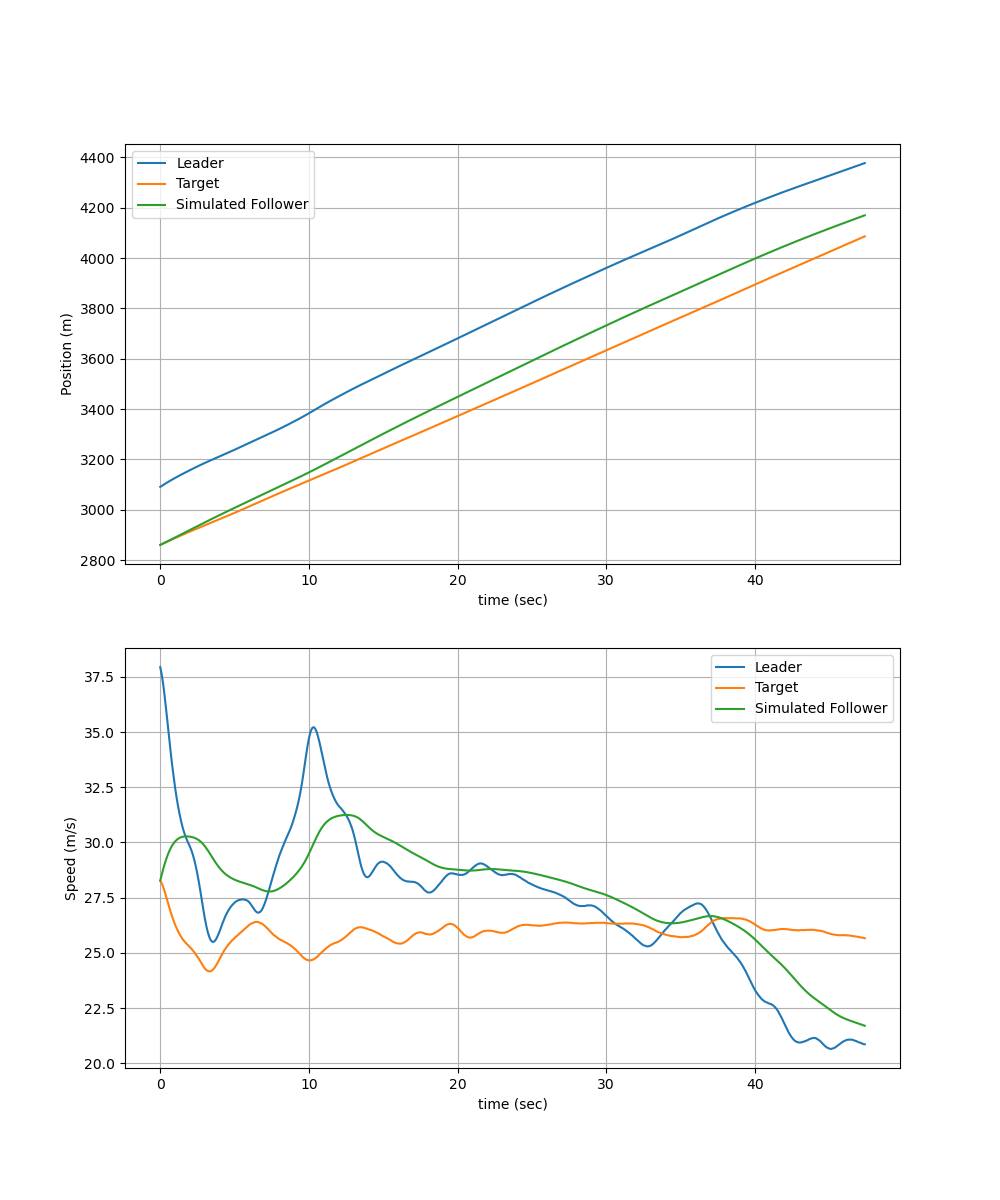 4400
4200
4000
3800
3600
3400
3200
3000
2800
Position (m)
Leader
Target
Simulated Follower
0 10 20 30 40
time (sec)
37.5
35.0
32.5
30.0
27.5
25.0
22.5
20.0
Speed (m/s)
Leader
Target
Simulated Follower
0 10 20 30 40
time (sec)